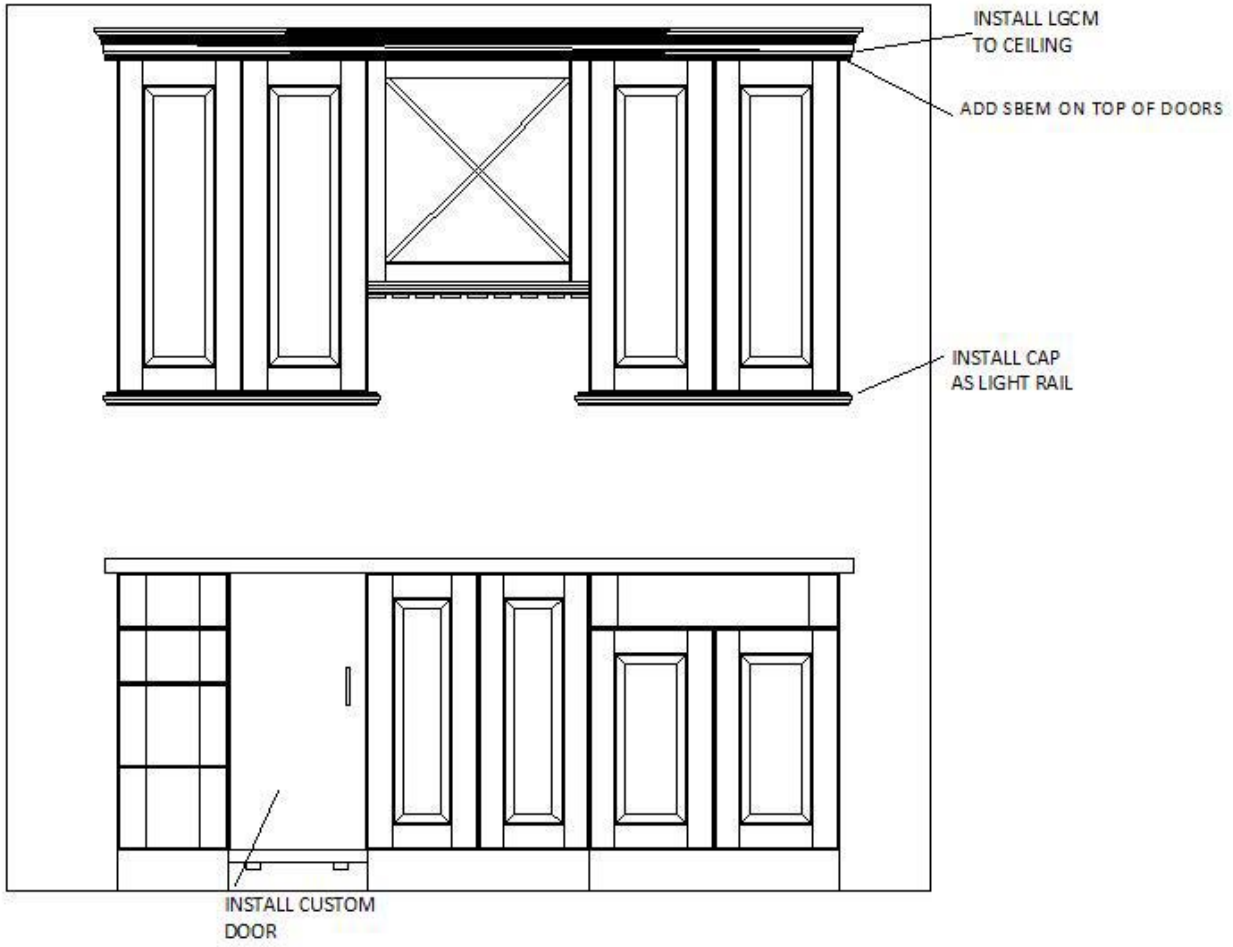 INSTALL LGCM
TO CEILING
ADD SBEM ON TOP OF DOORS
INSTALL CAP
AS LIGHT RAIL
INSTALL CUSTOM
DOOR